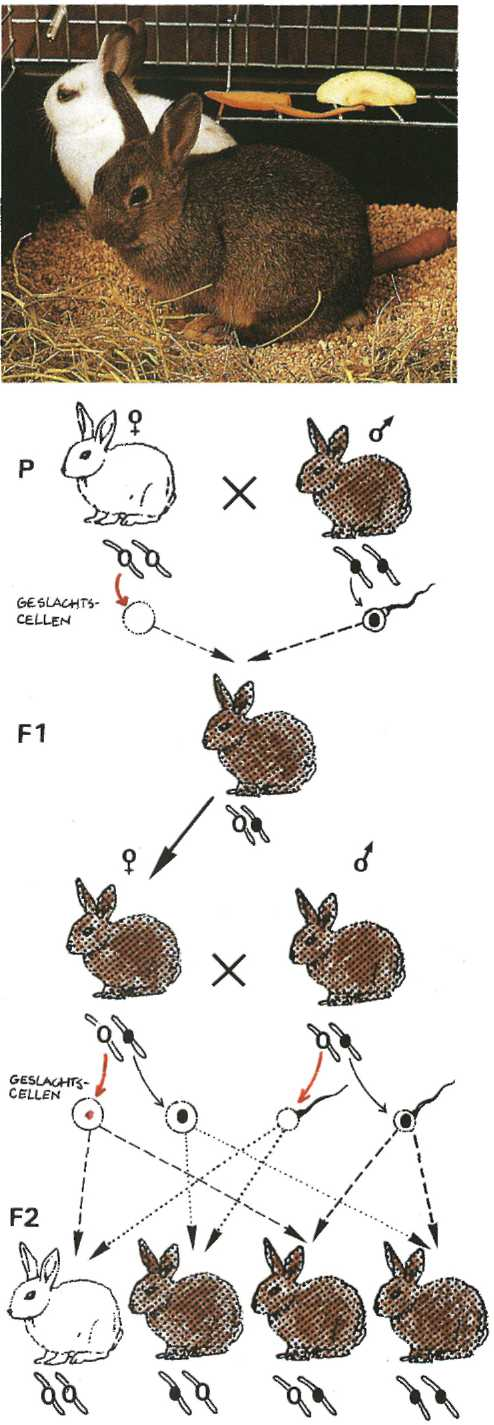 ♀
♂
P
×
GESLACHTS-
CELLEN
F1
♀
♂
×
GESLACHTS-
CELLEN
F2